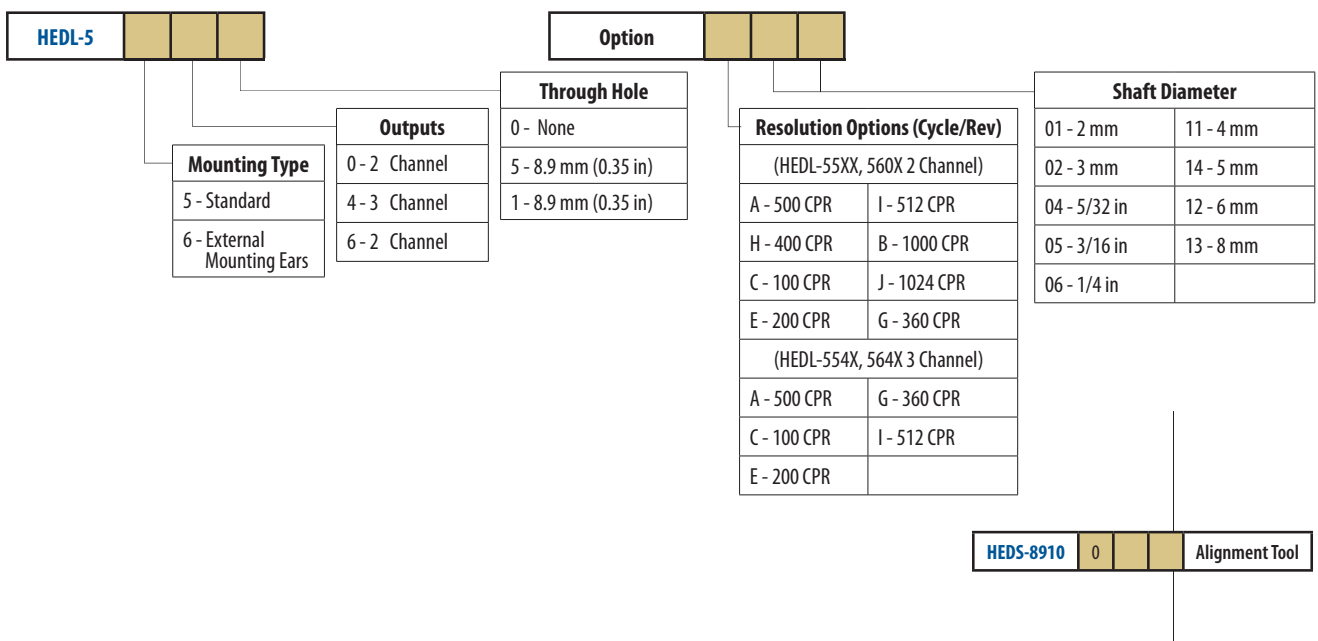 HEDL-5
Option
Through Hole
0 - None
5 - 8.9 mm (0.35 in)
1 - 8.9 mm (0.35 in)
Outputs
0 - 2 Channel
4 - 3 Channel
6 - 2 Channel
Mounting Type
5 - Standard
6 - External
Mounting Ears
Resolution Options (Cycle/Rev)
(HEDL-55XX, 560X 2 Channel)
A - 500 CPR I - 512 CPR
H - 400 CPR B - 1000 CPR
C - 100 CPR J - 1024 CPR
E - 200 CPR G - 360 CPR
(HEDL-554X, 564X 3 Channel)
A - 500 CPR G - 360 CPR
C - 100 CPR I - 512 CPR
E - 200 CPR
Shaft Diameter
01 - 2 mm 11 - 4 mm
02 - 3 mm 14 - 5 mm
04 - 5/32 in 12 - 6 mm
05 - 3/16 in 13 - 8 mm
06 - 1/4 in
HEDS-8910 0 Alignment Tool